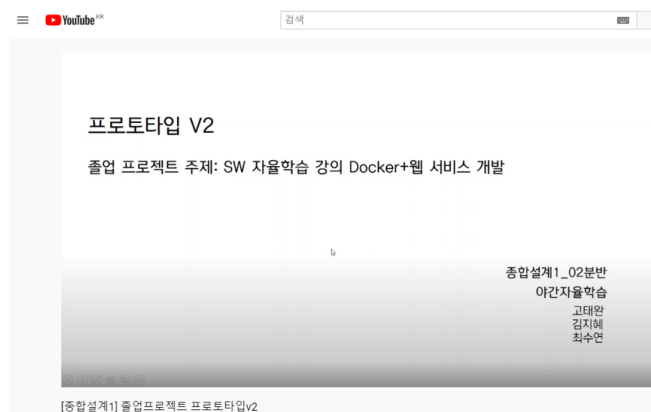 YouTube KR
검색
프로토타입 V2
졸업 프로젝트 주제: SW 자율학습 강의 Docker+웹 서비스 개발
종합설계1_02분반
야간자율학습
고태완
김지혜
최수연
[종합설계1] 졸업프로젝트 프로토타입v2